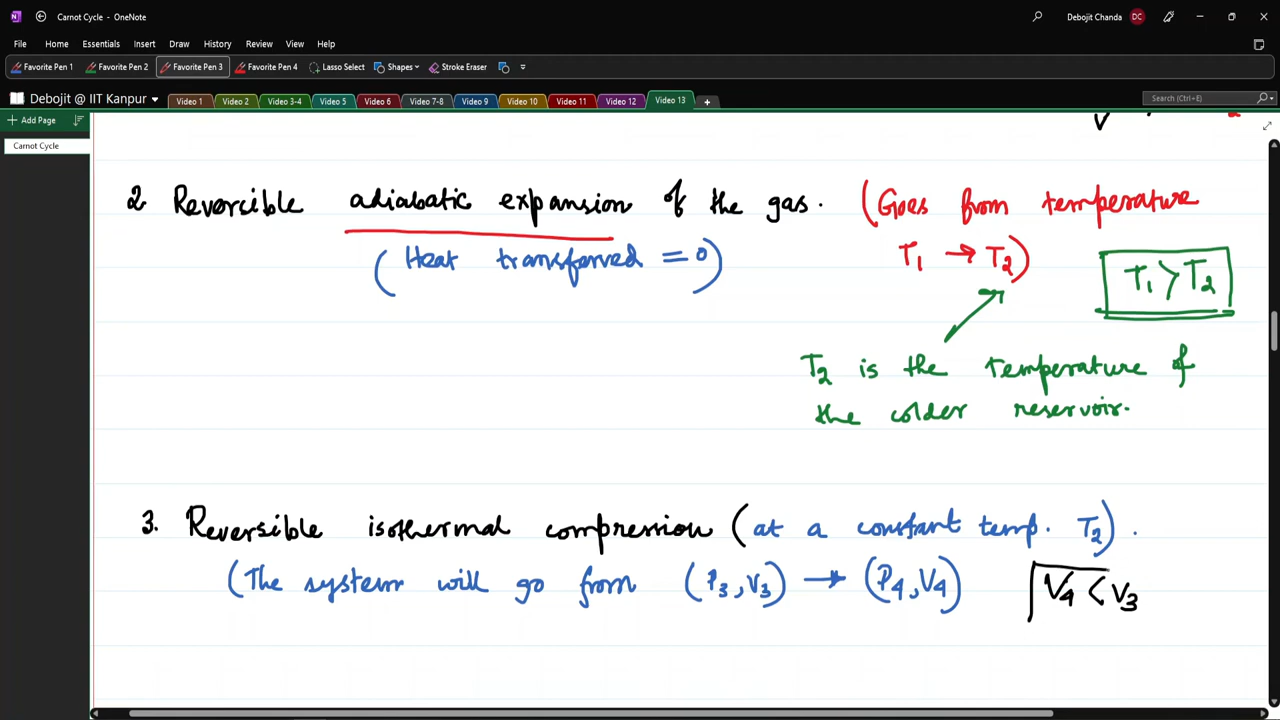 Carnot Cycle - OneNote
Debojit Chanda DC
File Home Essentials Insert Draw History Review View Help
Favorite Pen 1 Favorite Pen 2 Favorite Pen 3 Favorite Pen 4 Lasso Select Shapes Stroke Eraser
Debojit @ IIT Kanpur Video 1 Video 2 Video 3-4 Video 5 Video 6 Video 7-8 Video 9 Video 10 Video 11 Video 12 Video 13 + Search (Ctrl+E)
+ Add Page
Carnot Cycle
2 Reversible adiabatic expansion of the gas. (Goes from temperature
(Heat transferred = 0) T₁ → T₂) T₁ > T₂
T₂ is the temperature of
the colder reservoir.
3. Reversible isothermal compression (at a constant temp. T₂).
(The system will go from (P₃, V₃) → (P₄, V₄) V₄ < V₃